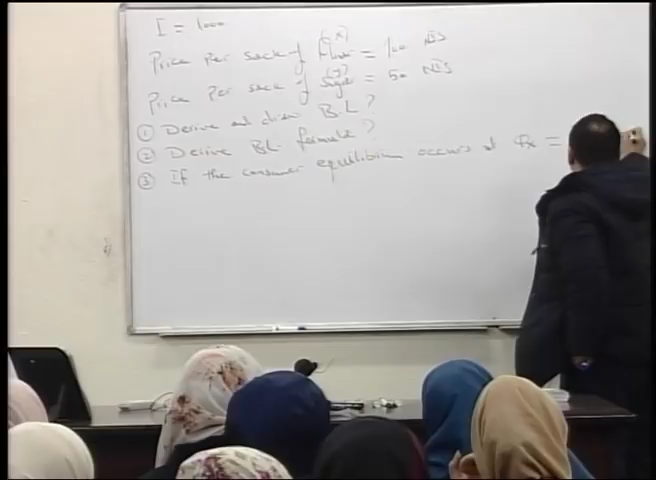 I = 1000
(X)
Price per sack of Flour = 100 NIS
(y)
Price per sack of Sugar = 50 NIS
① Derive and draw B.L ?
② Derive BL formula ?
③ If the consumer equilibrium occurs at Qx =